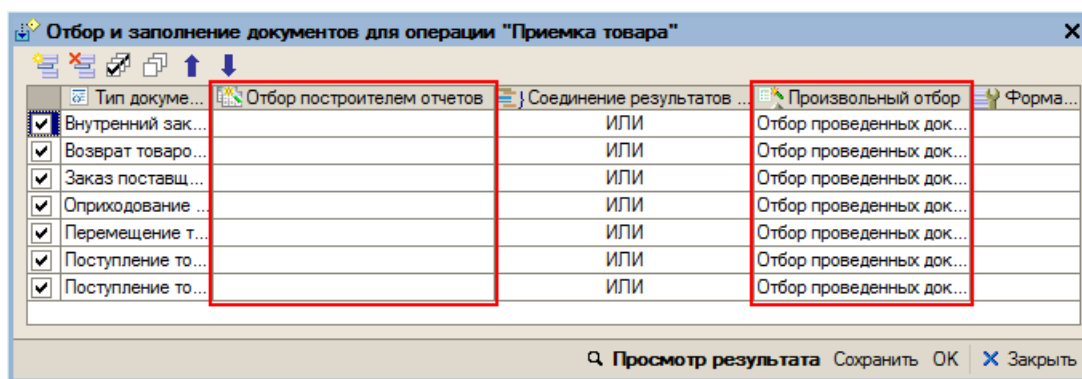 Отбор и заполнение документов для операции "Приемка товара"
Тип докуме... Отбор построителем отчетов Соединение результатов ... Произвольный отбор Форма...
Внутренний зак... ИЛИ Отбор проведенных док...
Возврат товаро... ИЛИ Отбор проведенных док...
Заказ поставщ... ИЛИ Отбор проведенных док...
Оприходование ... ИЛИ Отбор проведенных док...
Перемещение т... ИЛИ Отбор проведенных док...
Поступление то... ИЛИ Отбор проведенных док...
Поступление то... ИЛИ Отбор проведенных док...
Просмотр результата Сохранить OK Закрыть